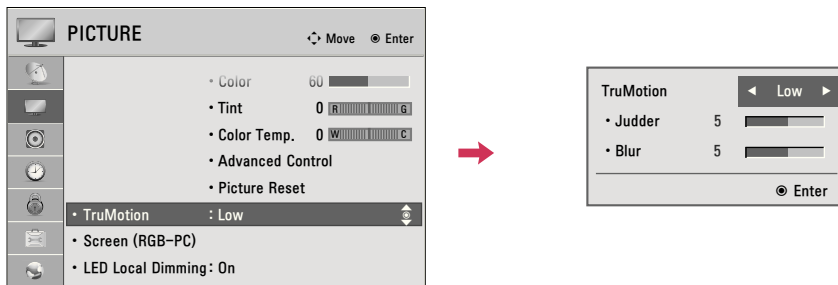 PICTURE
Move Enter
• Color 60
• Tint 0 R G
• Color Temp. 0 W C
• Advanced Control
• Picture Reset
• TruMotion : Low
• Screen (RGB-PC)
• LED Local Dimming : On
TruMotion ◄ Low ►
• Judder 5
• Blur 5
Enter